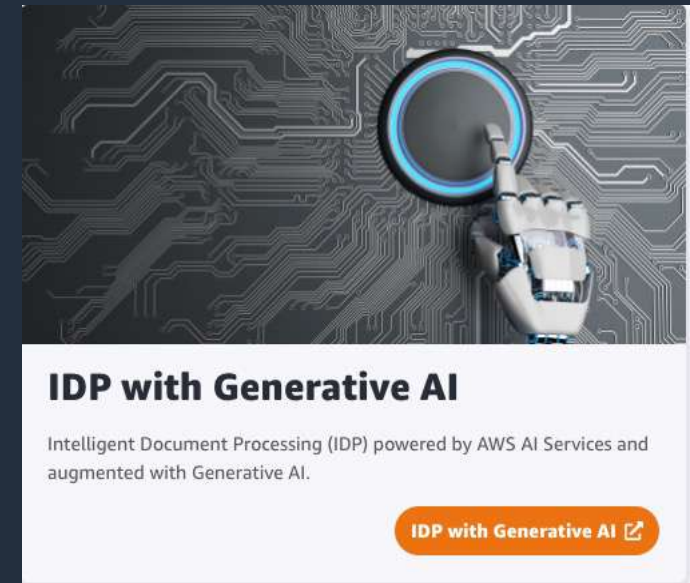 IDP with Generative AI
Intelligent Document Processing (IDP) powered by AWS AI Services and
augmented with Generative AI.
IDP with Generative AI